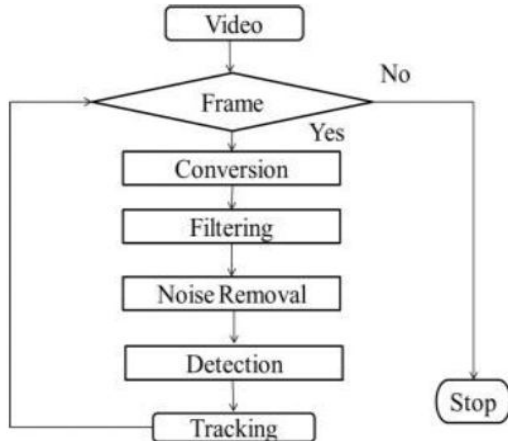 Video
No
Frame
Yes
Conversion
Filtering
Noise Removal
Detection
Tracking
Stop